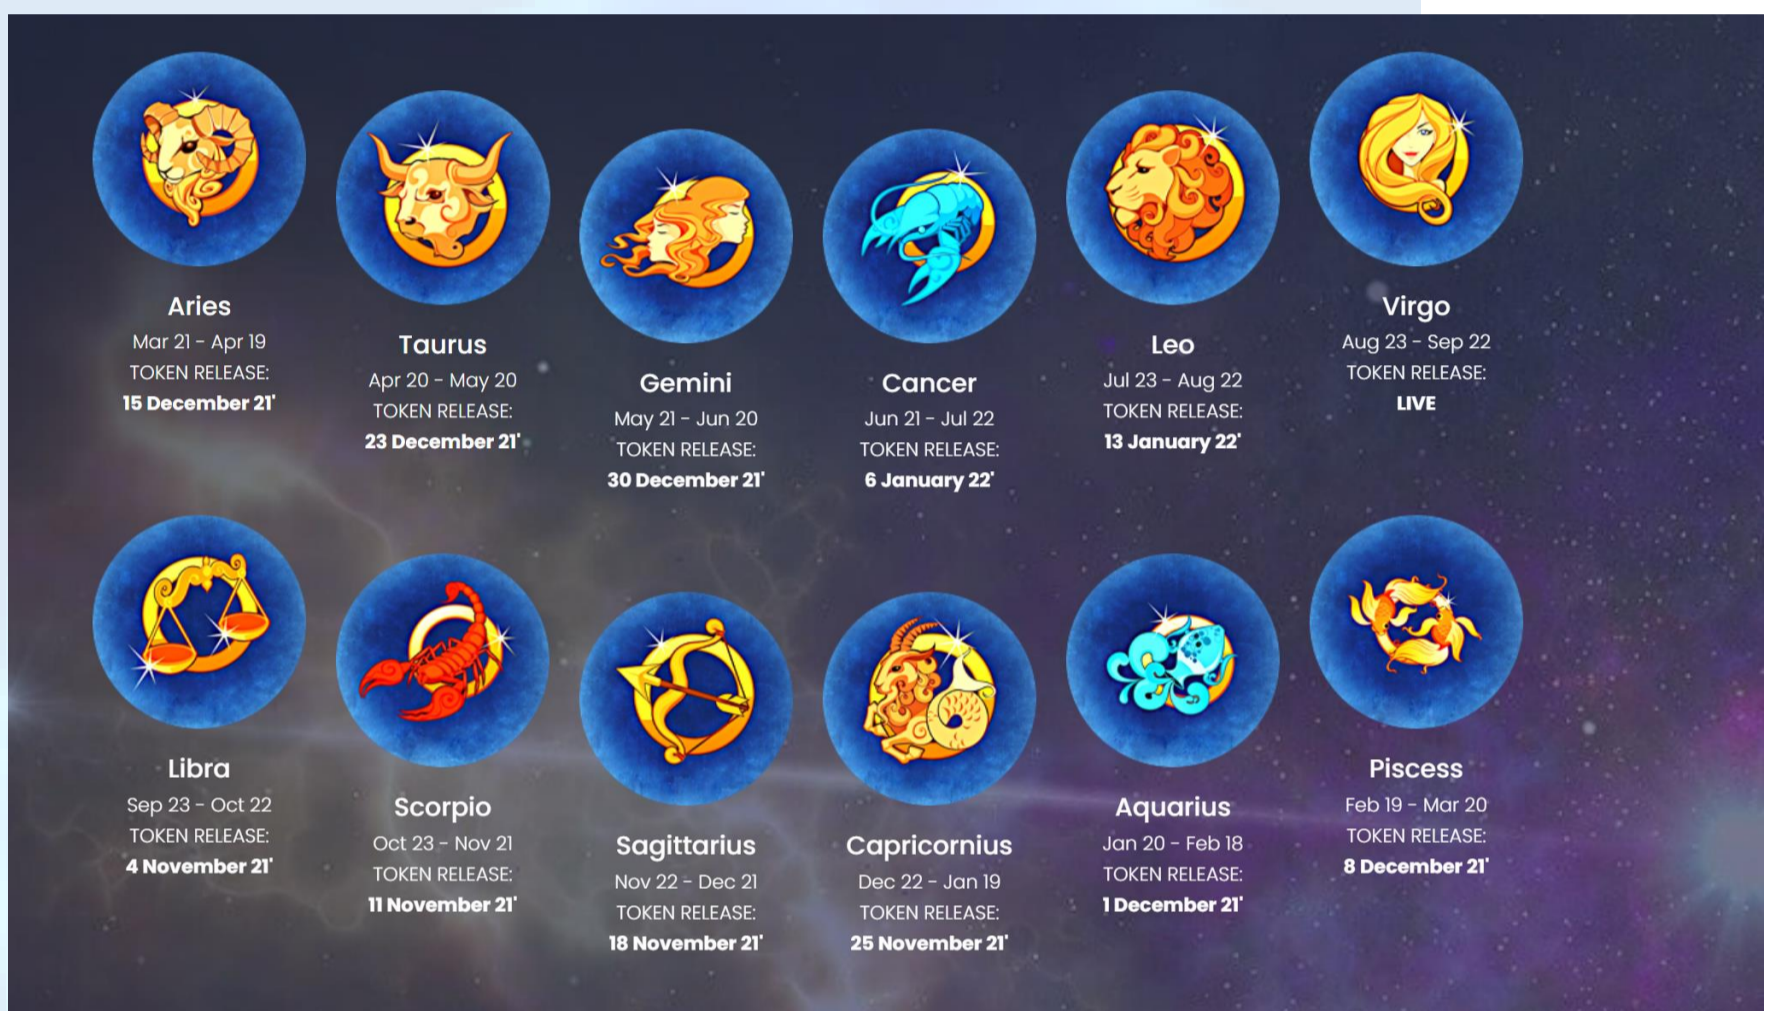 Aries
Mar 21 - Apr 19
TOKEN RELEASE:
15 December 21'
Taurus
Apr 20 - May 20
TOKEN RELEASE:
23 December 21'
Gemini
May 21 - Jun 20
TOKEN RELEASE:
30 December 21'
Cancer
Jun 21 - Jul 22
TOKEN RELEASE:
6 January 22'
Leo
Jul 23 - Aug 22
TOKEN RELEASE:
13 January 22'
Virgo
Aug 23 - Sep 22
TOKEN RELEASE:
LIVE
Libra
Sep 23 - Oct 22
TOKEN RELEASE:
4 November 21'
Scorpio
Oct 23 - Nov 21
TOKEN RELEASE:
11 November 21'
Sagittarius
Nov 22 - Dec 21
TOKEN RELEASE:
18 November 21'
Capricornius
Dec 22 - Jan 19
TOKEN RELEASE:
25 November 21'
Aquarius
Jan 20 - Feb 18
TOKEN RELEASE:
1 December 21'
Piscess
Feb 19 - Mar 20
TOKEN RELEASE:
8 December 21'